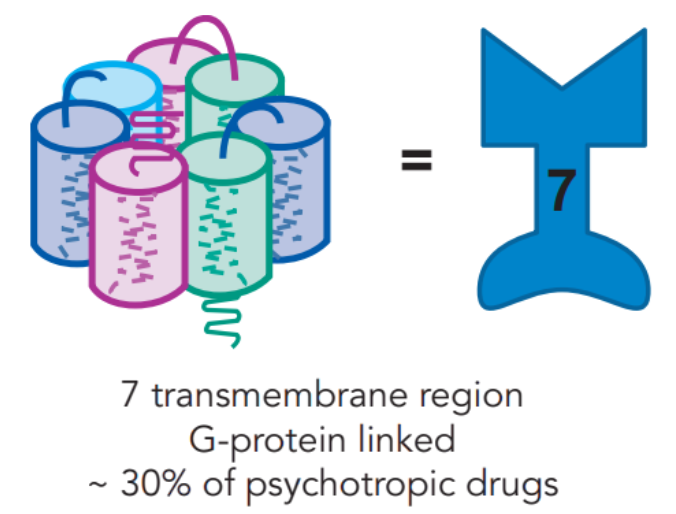 =
7
7 transmembrane region
G-protein linked
~ 30% of psychotropic drugs